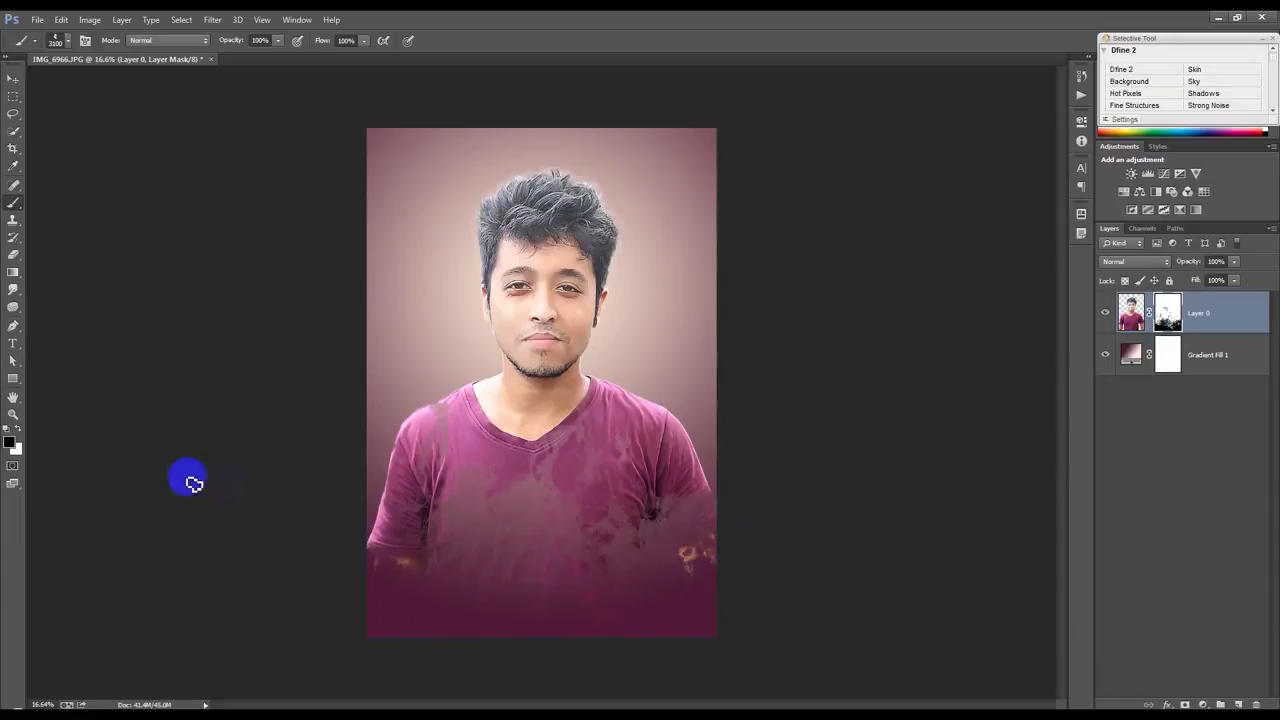 Ps File Edit Image Layer Type Select Filter 3D View Window Help
3100 Mode: Normal Opacity: 100% Flow: 100%
Selective Tool
IMG_6966.JPG @ 16.6% (Layer 0, Layer Mask/8) *
Dfine 2
Dfine 2 Skin
Background Sky
Hot Pixels Shadows
Fine Structures Strong Noise
Settings
Adjustments Styles
Add an adjustment
Layers Channels Paths
Kind
Normal Opacity: 100%
Lock: Fill: 100%
Layer 0
Gradient Fill 1
16.64% Doc: 41.4M/45.0M